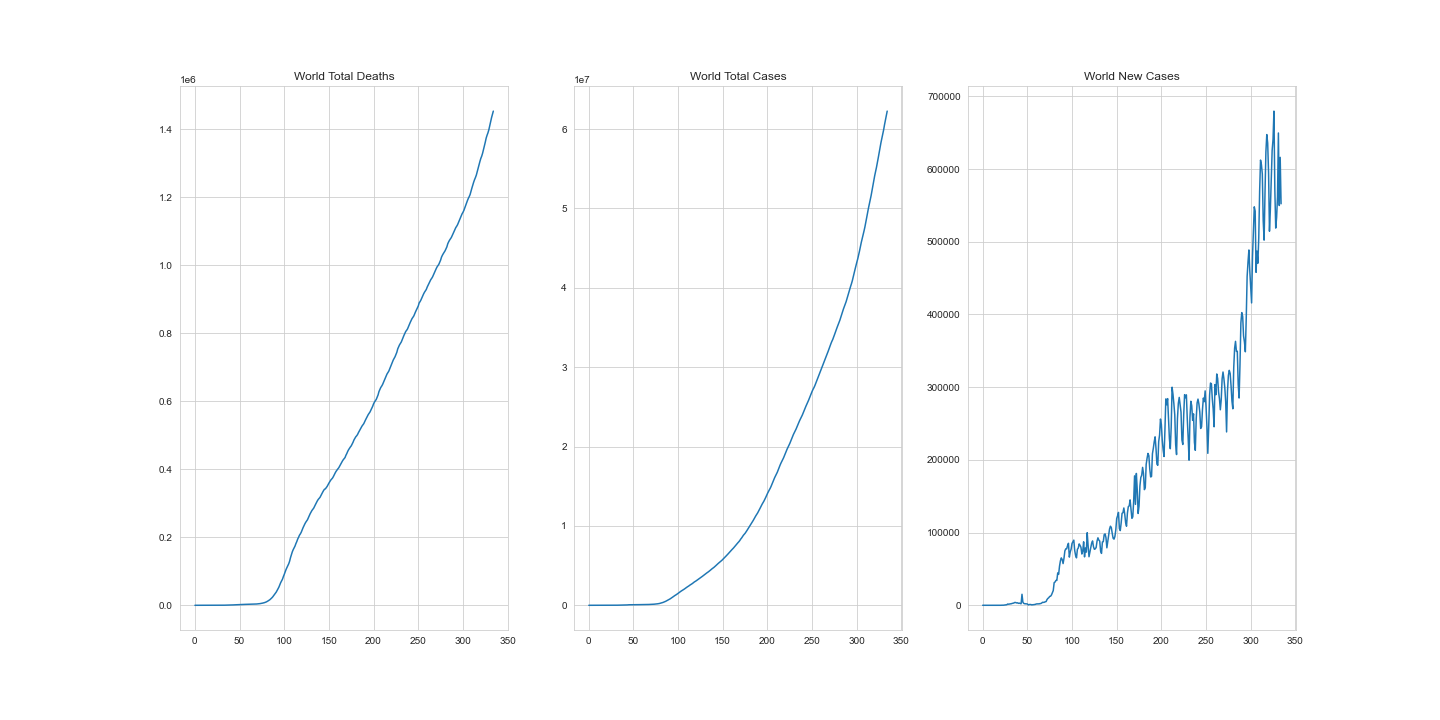 World Total Deaths
1e6
1.4
1.2
1.0
0.8
0.6
0.4
0.2
0.0
0 50 100 150 200 250 300 350
World Total Cases
1e7
6
5
4
3
2
1
0
0 50 100 150 200 250 300 350
World New Cases
700000
600000
500000
400000
300000
200000
100000
0
0 50 100 150 200 250 300 350